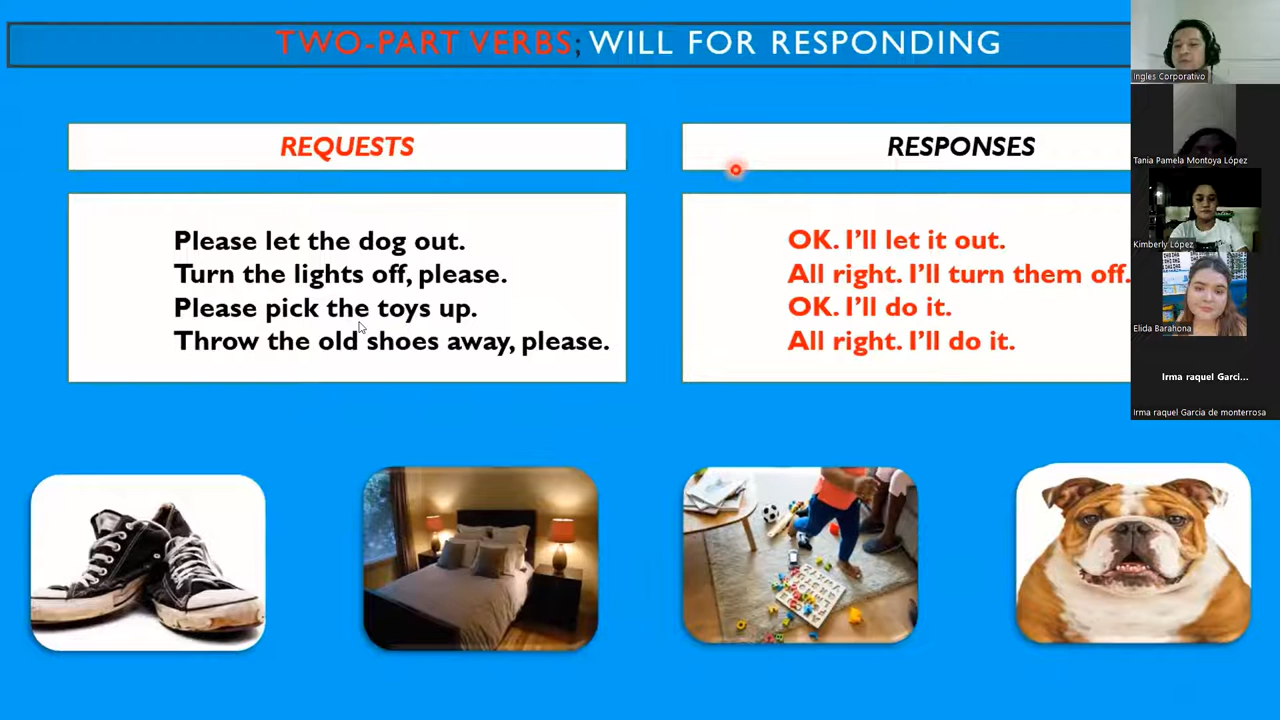 TWO-PART VERBS; WILL FOR RESPONDING
REQUESTS
Please let the dog out.
Turn the lights off, please.
Please pick the toys up.
Throw the old shoes away, please.
RESPONSES
OK. I'll let it out.
All right. I'll turn them off.
OK. I'll do it.
All right. I'll do it.
Ingles Corporativo
Tania Pamela Montoya López
Kimberly López
Elida Barahona
Irma raquel Garci...
Irma raquel Garcia de monterrosa